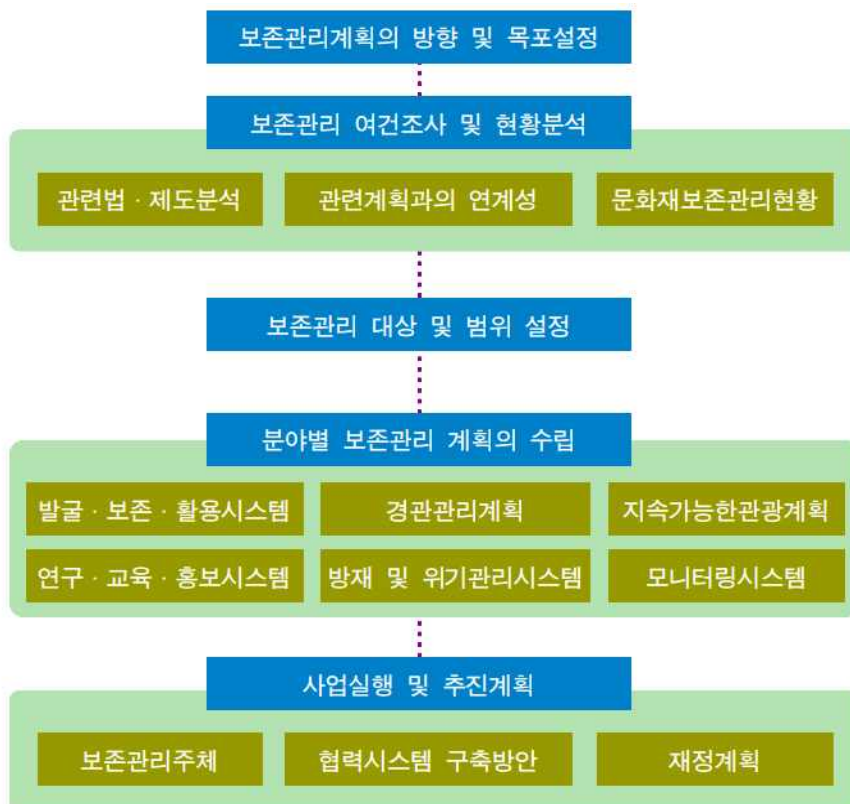 보존관리계획의 방향 및 목포설정
보존관리 여건조사 및 현황분석
관련법 · 제도분석
관련계획과의 연계성
문화재보존관리현황
보존관리 대상 및 범위 설정
분야별 보존관리 계획의 수립
발굴 · 보존 · 활용시스템
경관관리계획
지속가능한관광계획
연구 · 교육 · 홍보시스템
방재 및 위기관리시스템
모니터링시스템
사업실행 및 추진계획
보존관리주체
협력시스템 구축방안
재정계획